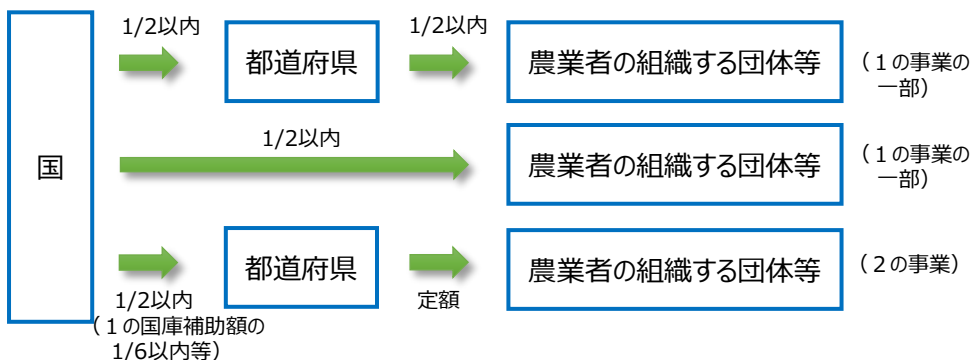 国
1/2以内
都道府県
1/2以内
農業者の組織する団体等
（１の事業の
一部）
1/2以内
農業者の組織する団体等
（１の事業の
一部）
1/2以内
（１の国庫補助額の
1/6以内等）
都道府県
定額
農業者の組織する団体等
（２の事業）